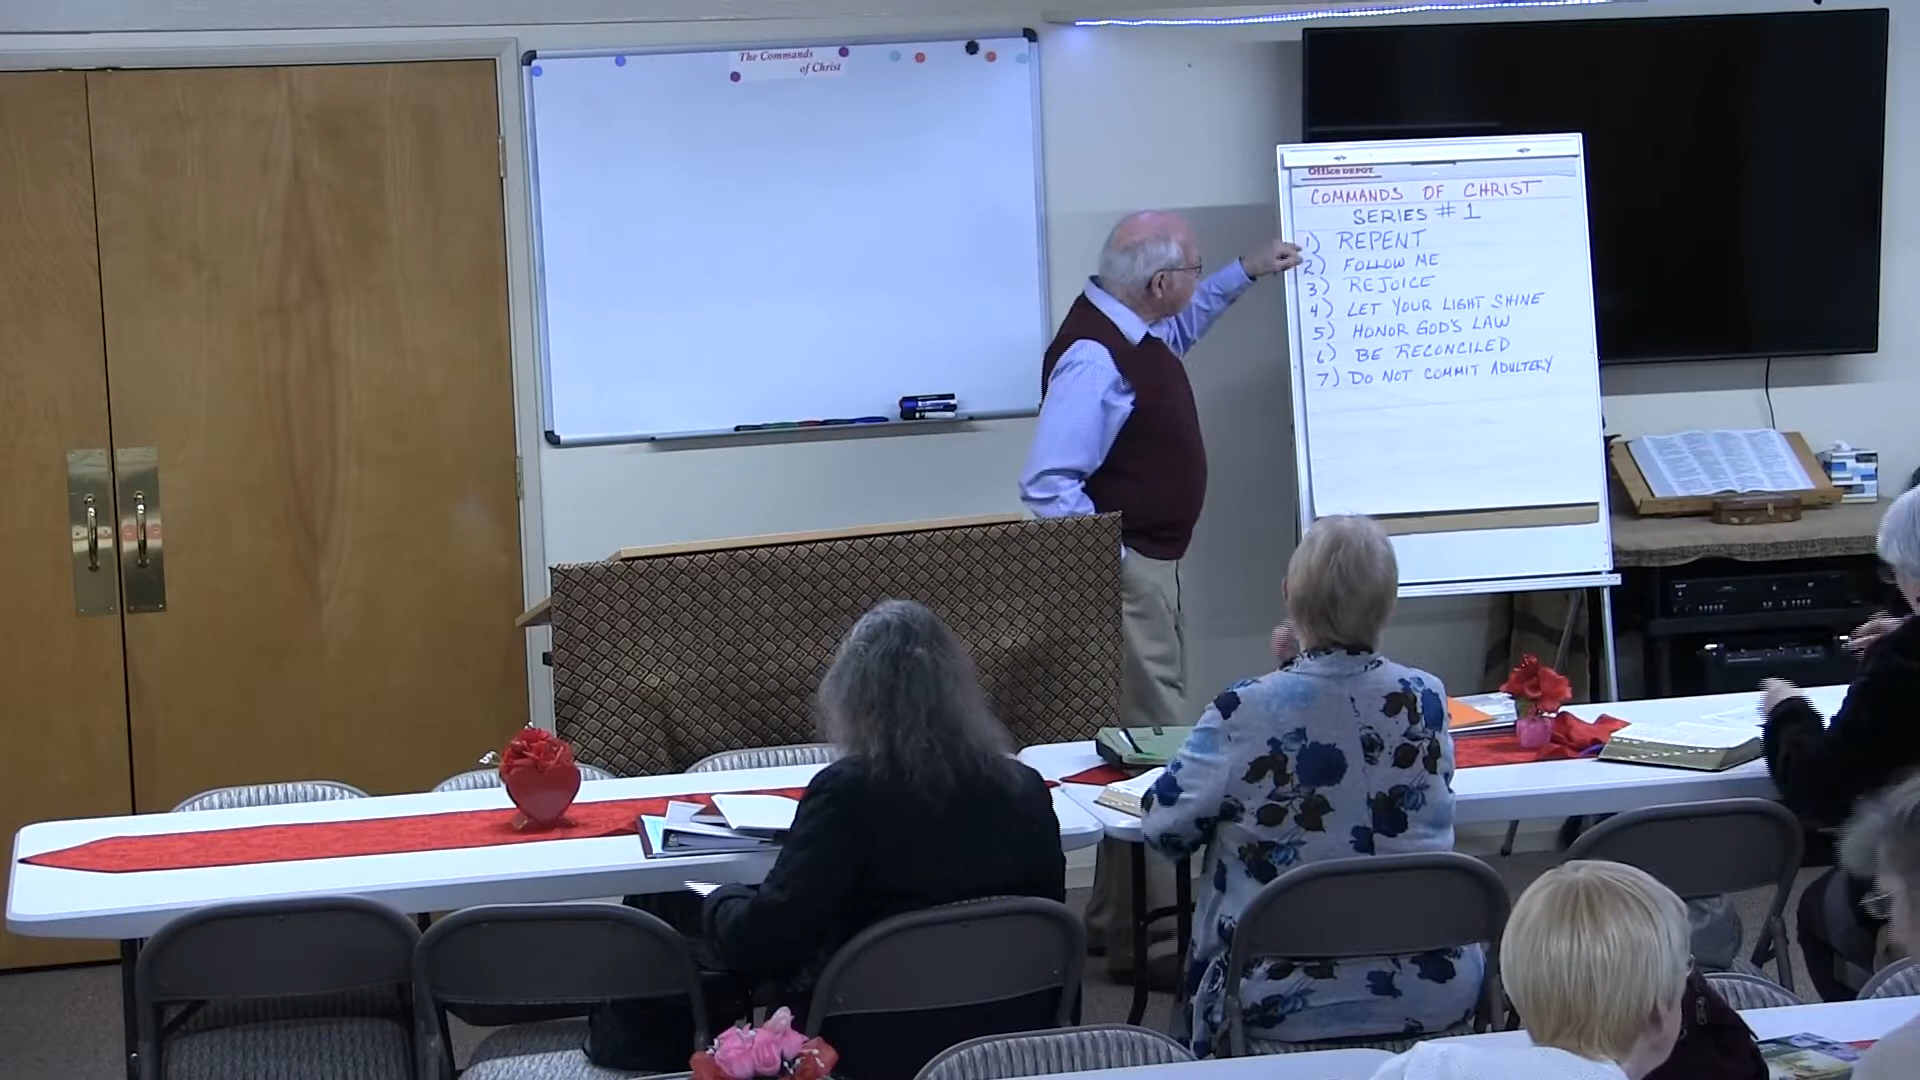 The Commands
of Christ
Office DEPOT
COMMANDS OF CHRIST
SERIES # 1
1) REPENT
2) FOLLOW ME
3) REJOICE
4) LET YOUR LIGHT SHINE
5) HONOR GOD'S LAW
6) BE RECONCILED
7) DO NOT COMMIT ADULTERY